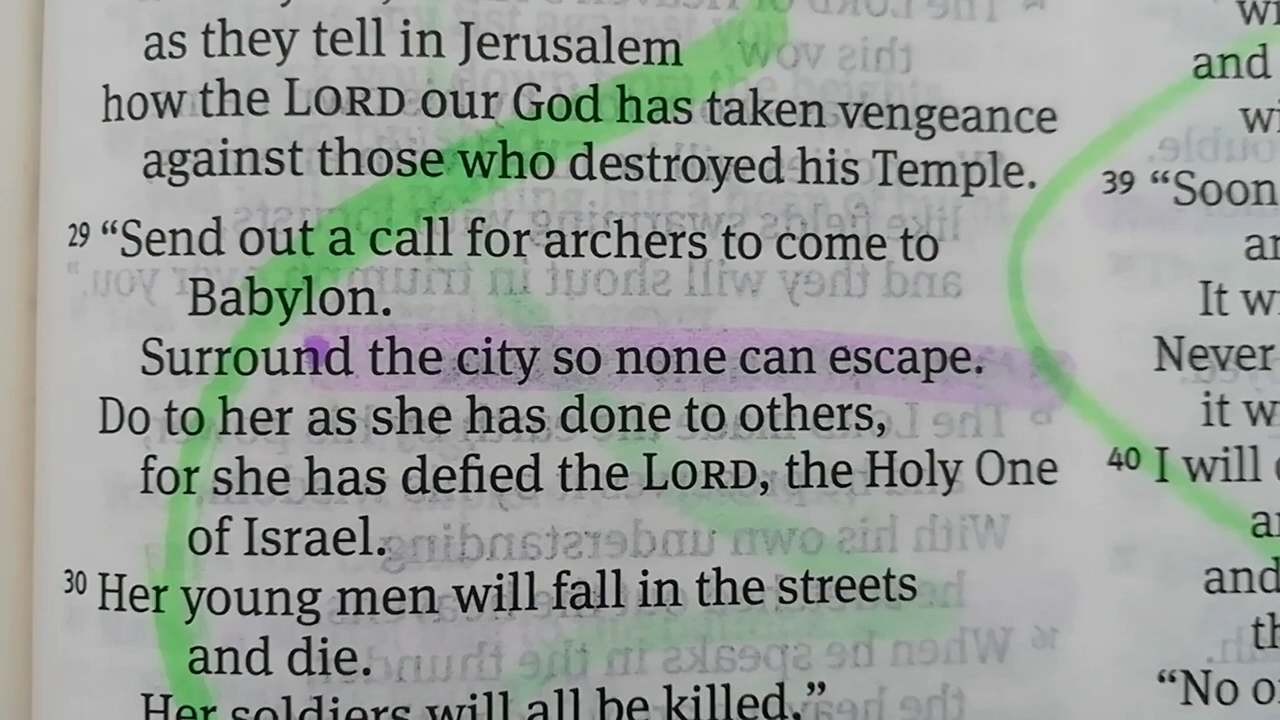 as they tell in Jerusalem
how the LORD our God has taken vengeance
against those who destroyed his Temple.
29 “Send out a call for archers to come to
Babylon.
Surround the city so none can escape.
Do to her as she has done to others,
for she has defied the LORD, the Holy One
of Israel.
30 Her young men will fall in the streets
and die.
Her soldiers will all be killed,”
and
39 “Soon
It
Never
it
40 I will
and
“No